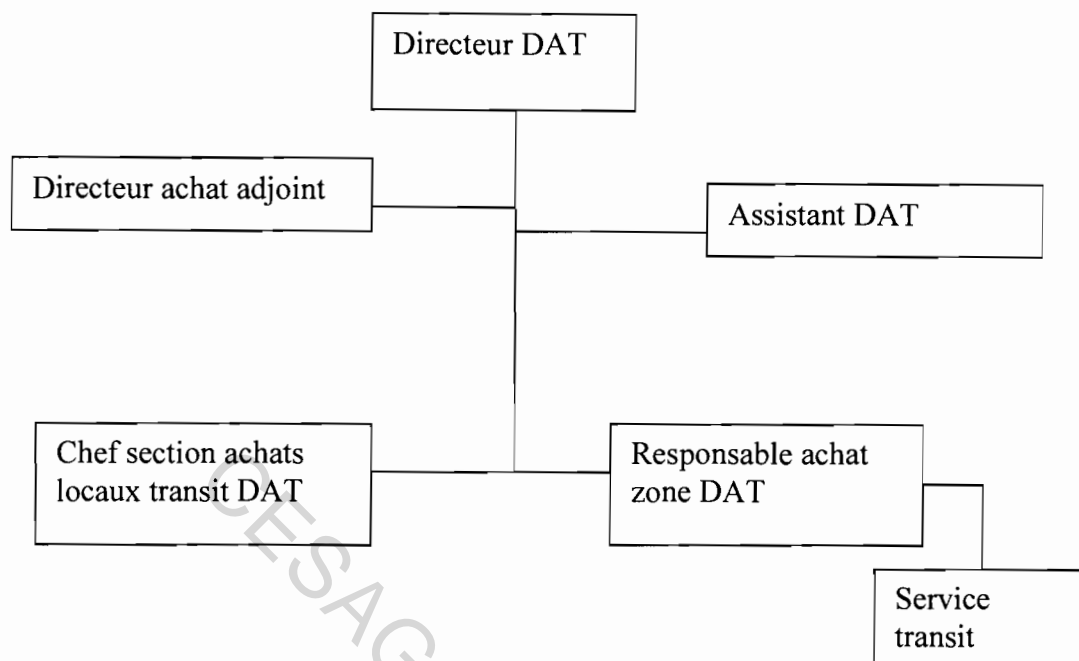 Directeur DAT
Directeur achat adjoint
Assistant DAT
Chef section achats
locaux transit DAT
Responsable achat
zone DAT
Service
transit
CESAG